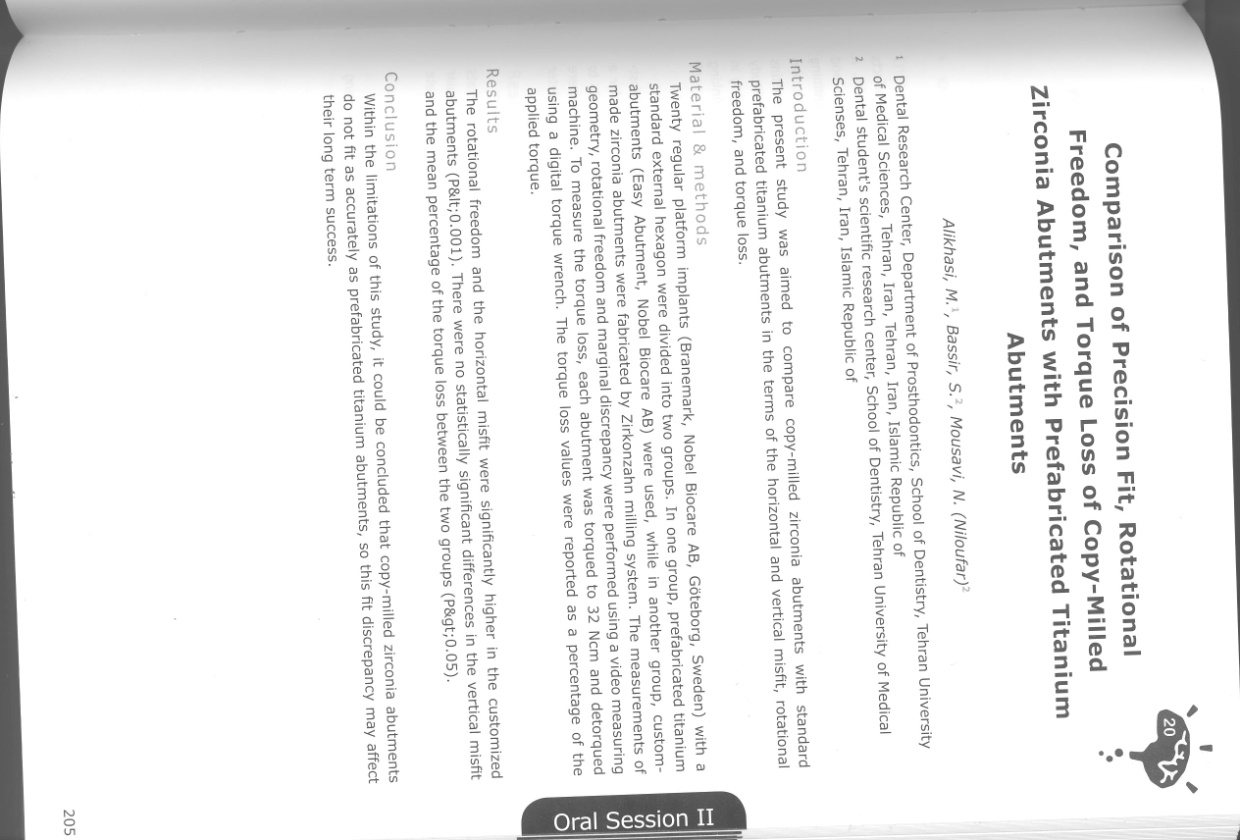 20
Comparison of Precision Fit, Rotational
Freedom, and Torque Loss of Copy-Milled
Zirconia Abutments with Prefabricated Titanium
Abutments
Alikhasi, M.¹, Bassir, S.², Mousavi, N. (Niloufar)²
¹ Dental Research Center, Department of Prosthodontics, School of Dentistry, Tehran University
of Medical Sciences, Tehran, Iran, Tehran, Iran, Islamic Republic of
² Dental student's scientific research center, School of Dentistry, Tehran University of Medical
Sciences, Tehran, Iran, Islamic Republic of
Introduction
The present study was aimed to compare copy-milled zirconia abutments with standard
prefabricated titanium abutments in the terms of the horizontal and vertical misfit, rotational
freedom, and torque loss.
Material & methods
Twenty regular platform implants (Branemark, Nobel Biocare AB, Göteborg, Sweden) with a
standard external hexagon were divided into two groups. In one group, prefabricated titanium
abutments (Easy Abutment, Nobel Biocare AB) were used, while in another group, custom-
made zirconia abutments were fabricated by Zirkonzahn milling system. The measurements of
geometry, rotational freedom and marginal discrepancy were performed using a video measuring
machine. To measure the torque loss, each abutment was torqued to 32 Ncm and detorqued
using a digital torque wrench. The torque loss values were reported as a percentage of the
applied torque.
Results
The rotational freedom and the horizontal misfit were significantly higher in the customized
abutments (P&lt;0.001). There were no statistically significant differences in the vertical misfit
and the mean percentage of the torque loss between the two groups (P&gt;0.05).
Conclusion
Within the limitations of this study, it could be concluded that copy-milled zirconia abutments
do not fit as accurately as prefabricated titanium abutments, so this fit discrepancy may affect
their long term success.
Oral Session II
205